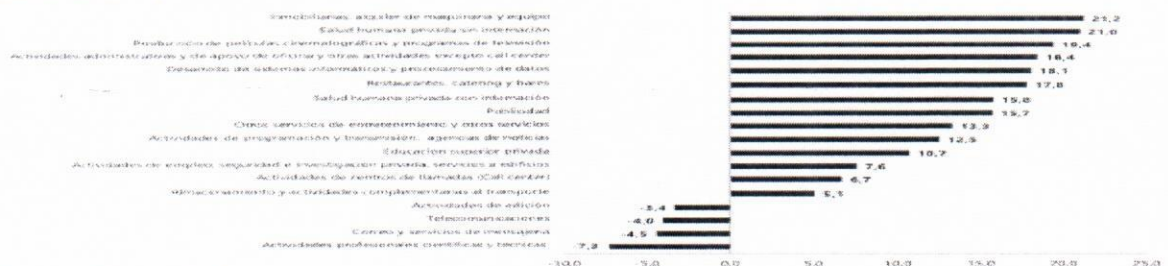 Inmobiliarias, alquiler de maquinaria y equipo 21,2
Salud humana privada sin internación 21,0
Producción de películas cinematográficas y programas de televisión 19,4
Actividades administrativas y de apoyo de oficina y otras actividades excepto call center 18,4
Desarrollo de sistemas informáticos y procesamiento de datos 18,1
Restaurantes, catering y bares 17,8
Salud humana privada con internación 15,8
Publicidad 15,7
Otros servicios de entretenimiento y otros servicios 13,3
Actividades de programación y transmisión, agencias de noticias 12,5
Educación superior privada 10,7
Actividades de empleo, seguridad e investigación privada, servicios a edificios 7,6
Actividades de centros de llamadas (Call center) 6,7
Almacenamiento y actividades complementarias al transporte 5,1
Actividades de edición -3,4
Telecomunicaciones -4,0
Correo y servicios de mensajería -4,5
Actividades profesionales científicas y técnicas -7,3
-10,0 -5,0 0,0 5,0 10,0 15,0 20,0 25,0